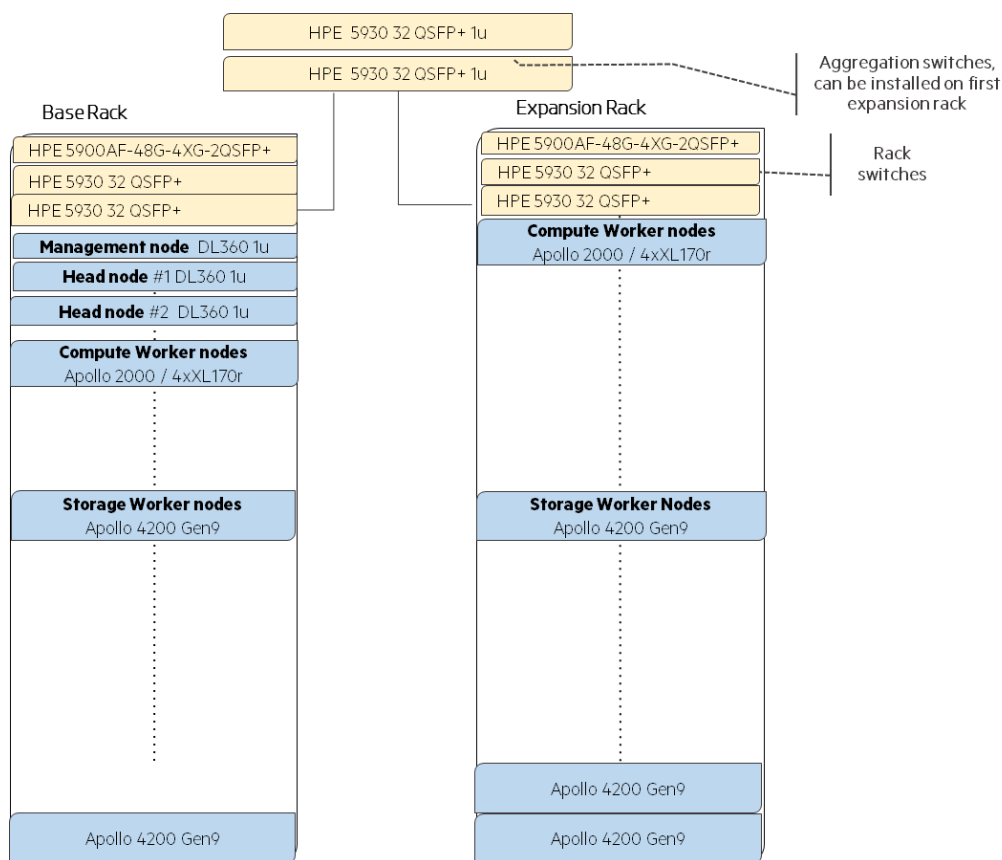 HPE 5930 32 QSFP+ 1u
HPE 5930 32 QSFP+ 1u
Aggregation switches,
can be installed on first
expansion rack
Base Rack
HPE 5900AF-48G-4XG-2QSFP+
HPE 5930 32 QSFP+
HPE 5930 32 QSFP+
Management node DL360 1u
Head node #1 DL360 1u
Head node #2 DL360 1u
Compute Worker nodes
Apollo 2000 / 4xXL170r
Storage Worker nodes
Apollo 4200 Gen9
Apollo 4200 Gen9
Expansion Rack
HPE 5900AF-48G-4XG-2QSFP+
HPE 5930 32 QSFP+
HPE 5930 32 QSFP+
Rack
switches
Compute Worker nodes
Apollo 2000 / 4xXL170r
Storage Worker Nodes
Apollo 4200 Gen9
Apollo 4200 Gen9
Apollo 4200 Gen9